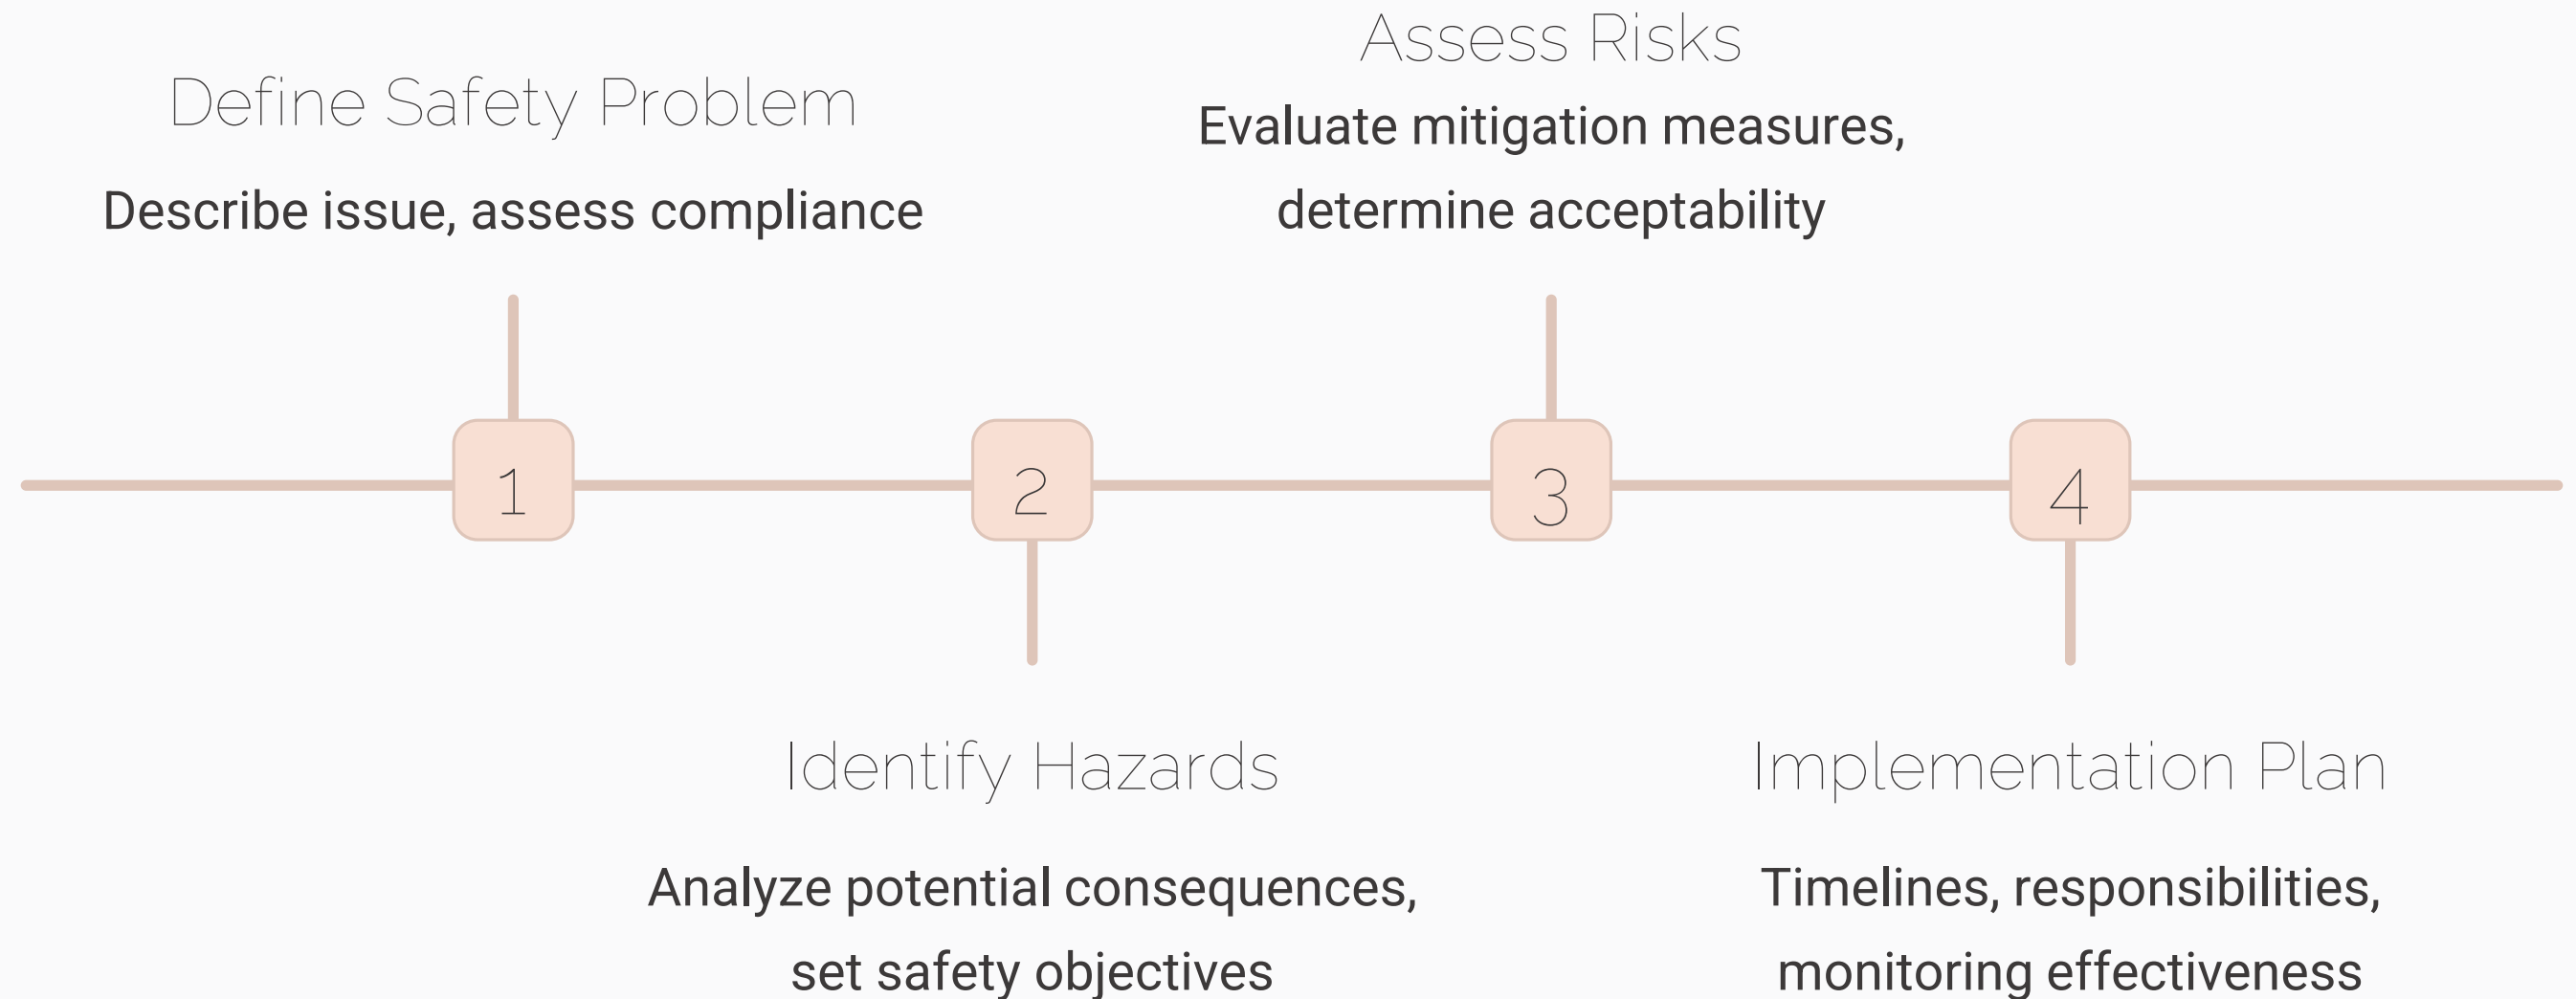 Define Safety Problem
Describe issue, assess compliance
Assess Risks
Evaluate mitigation measures,
determine acceptability
1
2
3
4
Identify Hazards
Analyze potential consequences,
set safety objectives
Implementation Plan
Timelines, responsibilities,
monitoring effectiveness